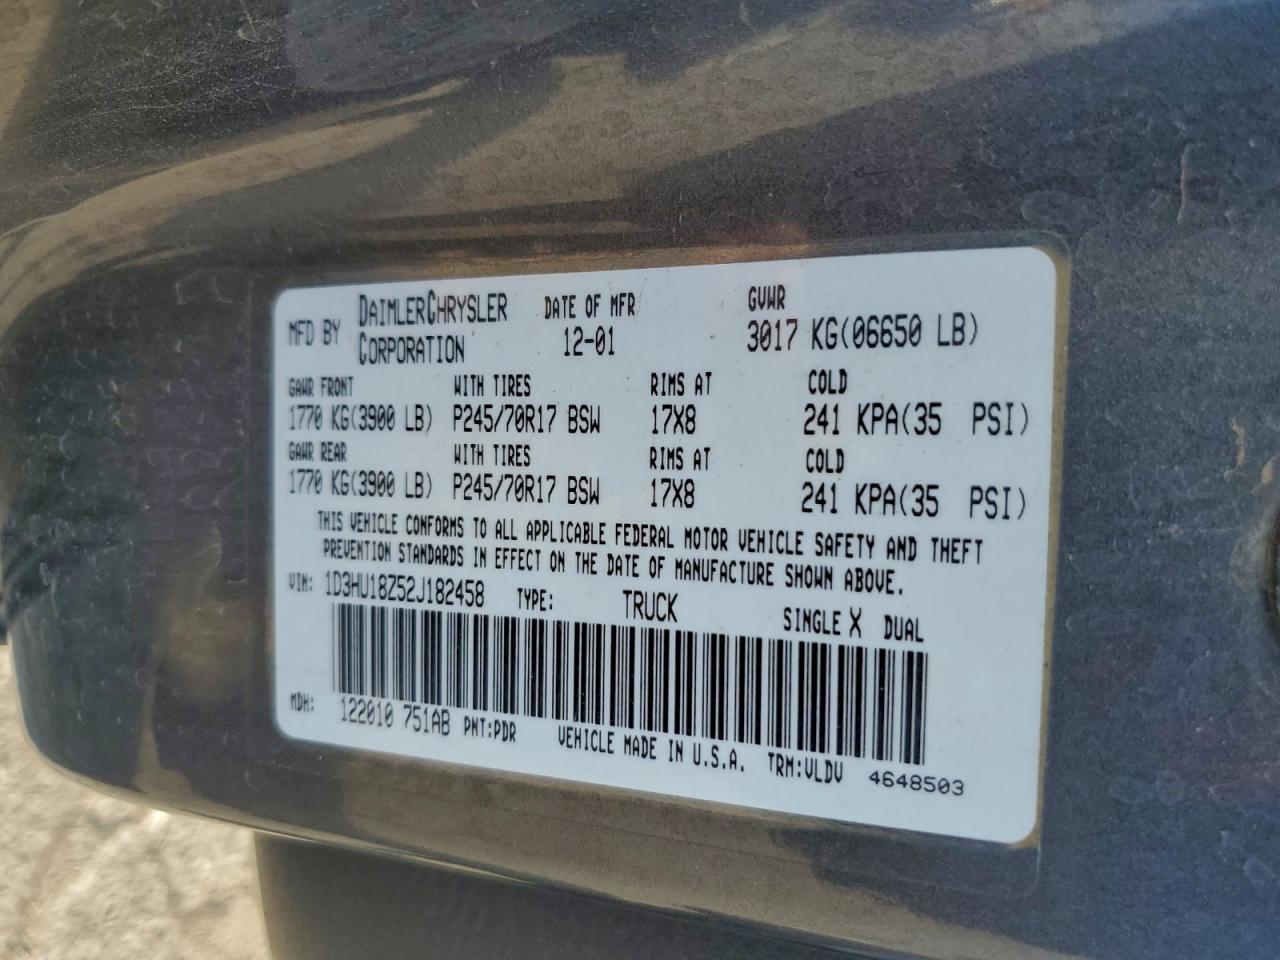 MFD BY DAIMLERCHRYSLER CORPORATION DATE OF MFR 12-01 GVWR 3017 KG(06650 LB)
GAWR FRONT WITH TIRES RIMS AT COLD
1770 KG(3900 LB) P245/70R17 BSW 17X8 241 KPA(35 PSI)
GAWR REAR WITH TIRES RIMS AT COLD
1770 KG(3900 LB) P245/70R17 BSW 17X8 241 KPA(35 PSI)
THIS VEHICLE CONFORMS TO ALL APPLICABLE FEDERAL MOTOR VEHICLE SAFETY AND THEFT
PREVENTION STANDARDS IN EFFECT ON THE DATE OF MANUFACTURE SHOWN ABOVE.
VIN: 1D3HU18Z52J182458 TYPE: TRUCK SINGLE X DUAL
MDH: 122010 751AB PNT:PDR VEHICLE MADE IN U.S.A. TRM:VLDV 4648503